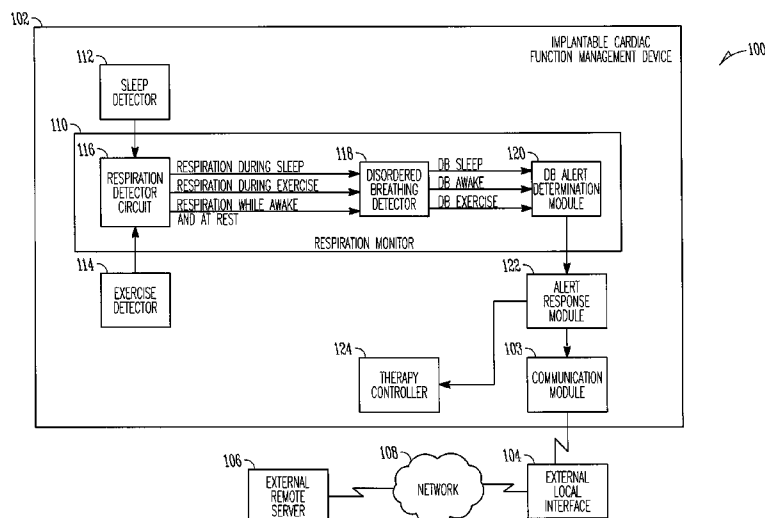 102
IMPLANTABLE CARDIAC
FUNCTION MANAGEMENT DEVICE
100
112
SLEEP
DETECTOR
110
116
RESPIRATION
DETECTOR
CIRCUIT
RESPIRATION DURING SLEEP
RESPIRATION DURING EXERCISE
RESPIRATION WHILE AWAKE
AND AT REST
118
DISORDERED
BREATHING
DETECTOR
DB SLEEP
DB AWAKE
DB EXERCISE
120
DB ALERT
DETERMINATION
MODULE
RESPIRATION MONITOR
114
EXERCISE
DETECTOR
122
ALERT
RESPONSE
MODULE
124
THERAPY
CONTROLLER
103
COMMUNICATION
MODULE
106
EXTERNAL
REMOTE
SERVER
108
NETWORK
104
EXTERNAL
LOCAL
INTERFACE